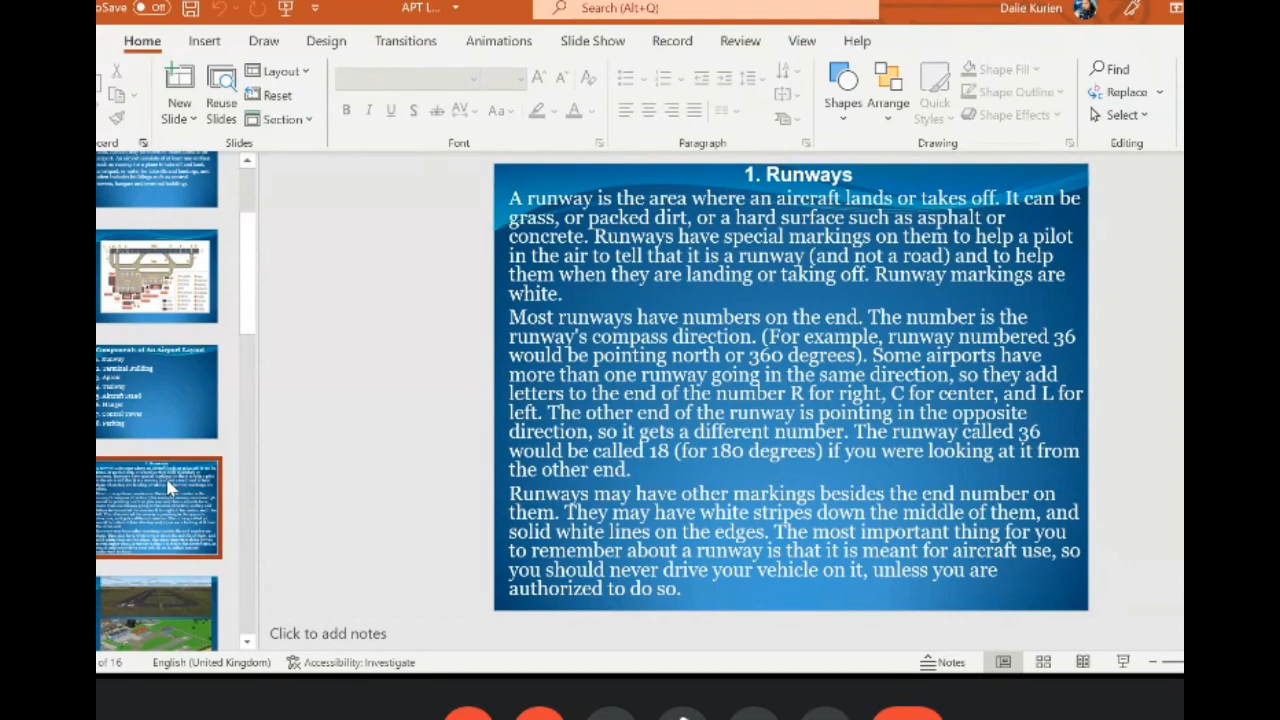 Save
Off
APT L...
Search (Alt+Q)
Dalie Kurien
Home
Insert
Draw
Design
Transitions
Animations
Slide Show
Record
Review
View
Help
New
Slide
Reuse
Slides
Layout
Reset
Section
Shapes
Arrange
Quick
Styles
Shape Fill
Shape Outline
Shape Effects
Find
Replace
Select
oard
Slides
Font
Paragraph
Drawing
Editing
Components of An Airport Layout
1. Runways
A runway is the area where an aircraft lands or takes off. It can be
grass, or packed dirt, or a hard surface such as asphalt or
concrete. Runways have special markings on them to help a pilot
in the air to tell that it is a runway (and not a road) and to help
them when they are landing or taking off. Runway markings are
white.
Most runways have numbers on the end. The number is the
runway's compass direction. (For example, runway numbered 36
would be pointing north or 360 degrees). Some airports have
more than one runway going in the same direction, so they add
letters to the end of the number R for right, C for center, and L for
left. The other end of the runway is pointing in the opposite
direction, so it gets a different number. The runway called 36
would be called 18 (for 180 degrees) if you were looking at it from
the other end.
Runways may have other markings besides the end number on
them. They may have white stripes down the middle of them, and
solid white lines on the edges. The most important thing for you
to remember about a runway is that it is meant for aircraft use, so
you should never drive your vehicle on it, unless you are
authorized to do so.
Click to add notes
of 16
English (United Kingdom)
Accessibility: Investigate
Notes